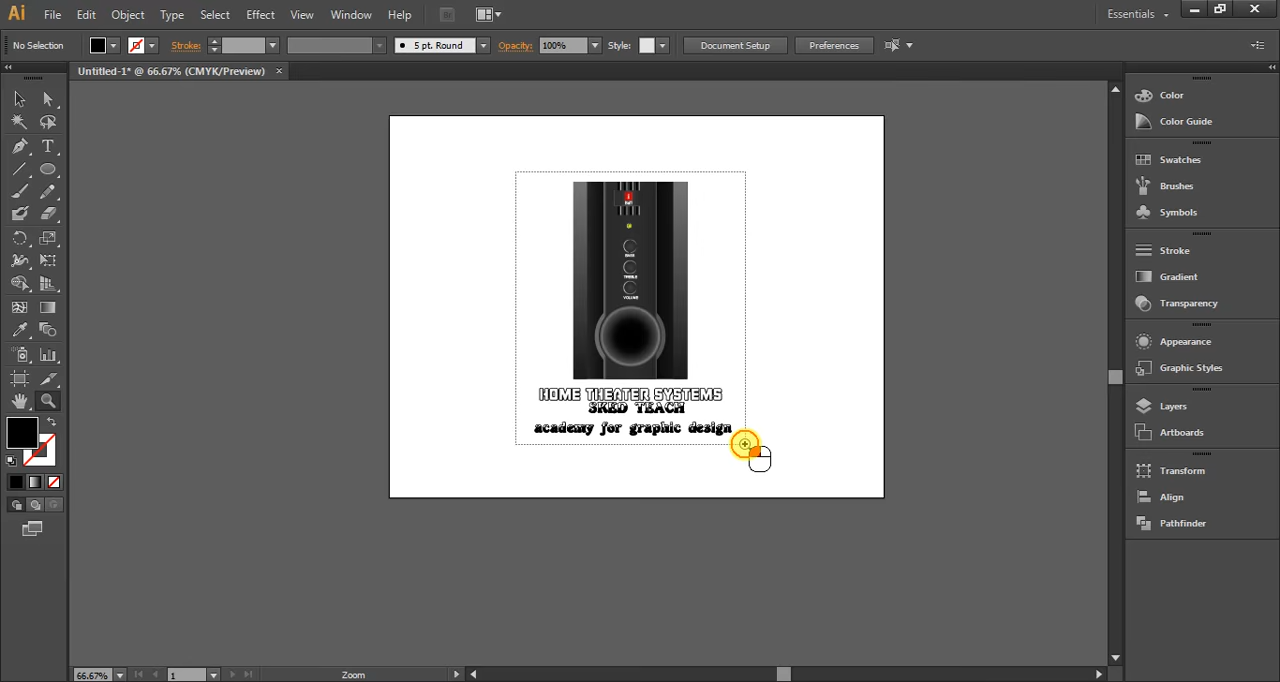 Ai File Edit Object Type Select Effect View Window Help Essentials
No Selection Stroke: 5 pt. Round Opacity: 100% Style: Document Setup Preferences
Untitled-1* @ 66.67% (CMYK/Preview) ×
Color
Color Guide
Swatches
Brushes
Symbols
Stroke
Gradient
Transparency
Appearance
Graphic Styles
Layers
Artboards
Transform
Align
Pathfinder
BASS
TREBLE
VOLUME
HOME THEATER SYSTEMS
SKED TEACH
academy for graphic design
66.67% 1 Zoom